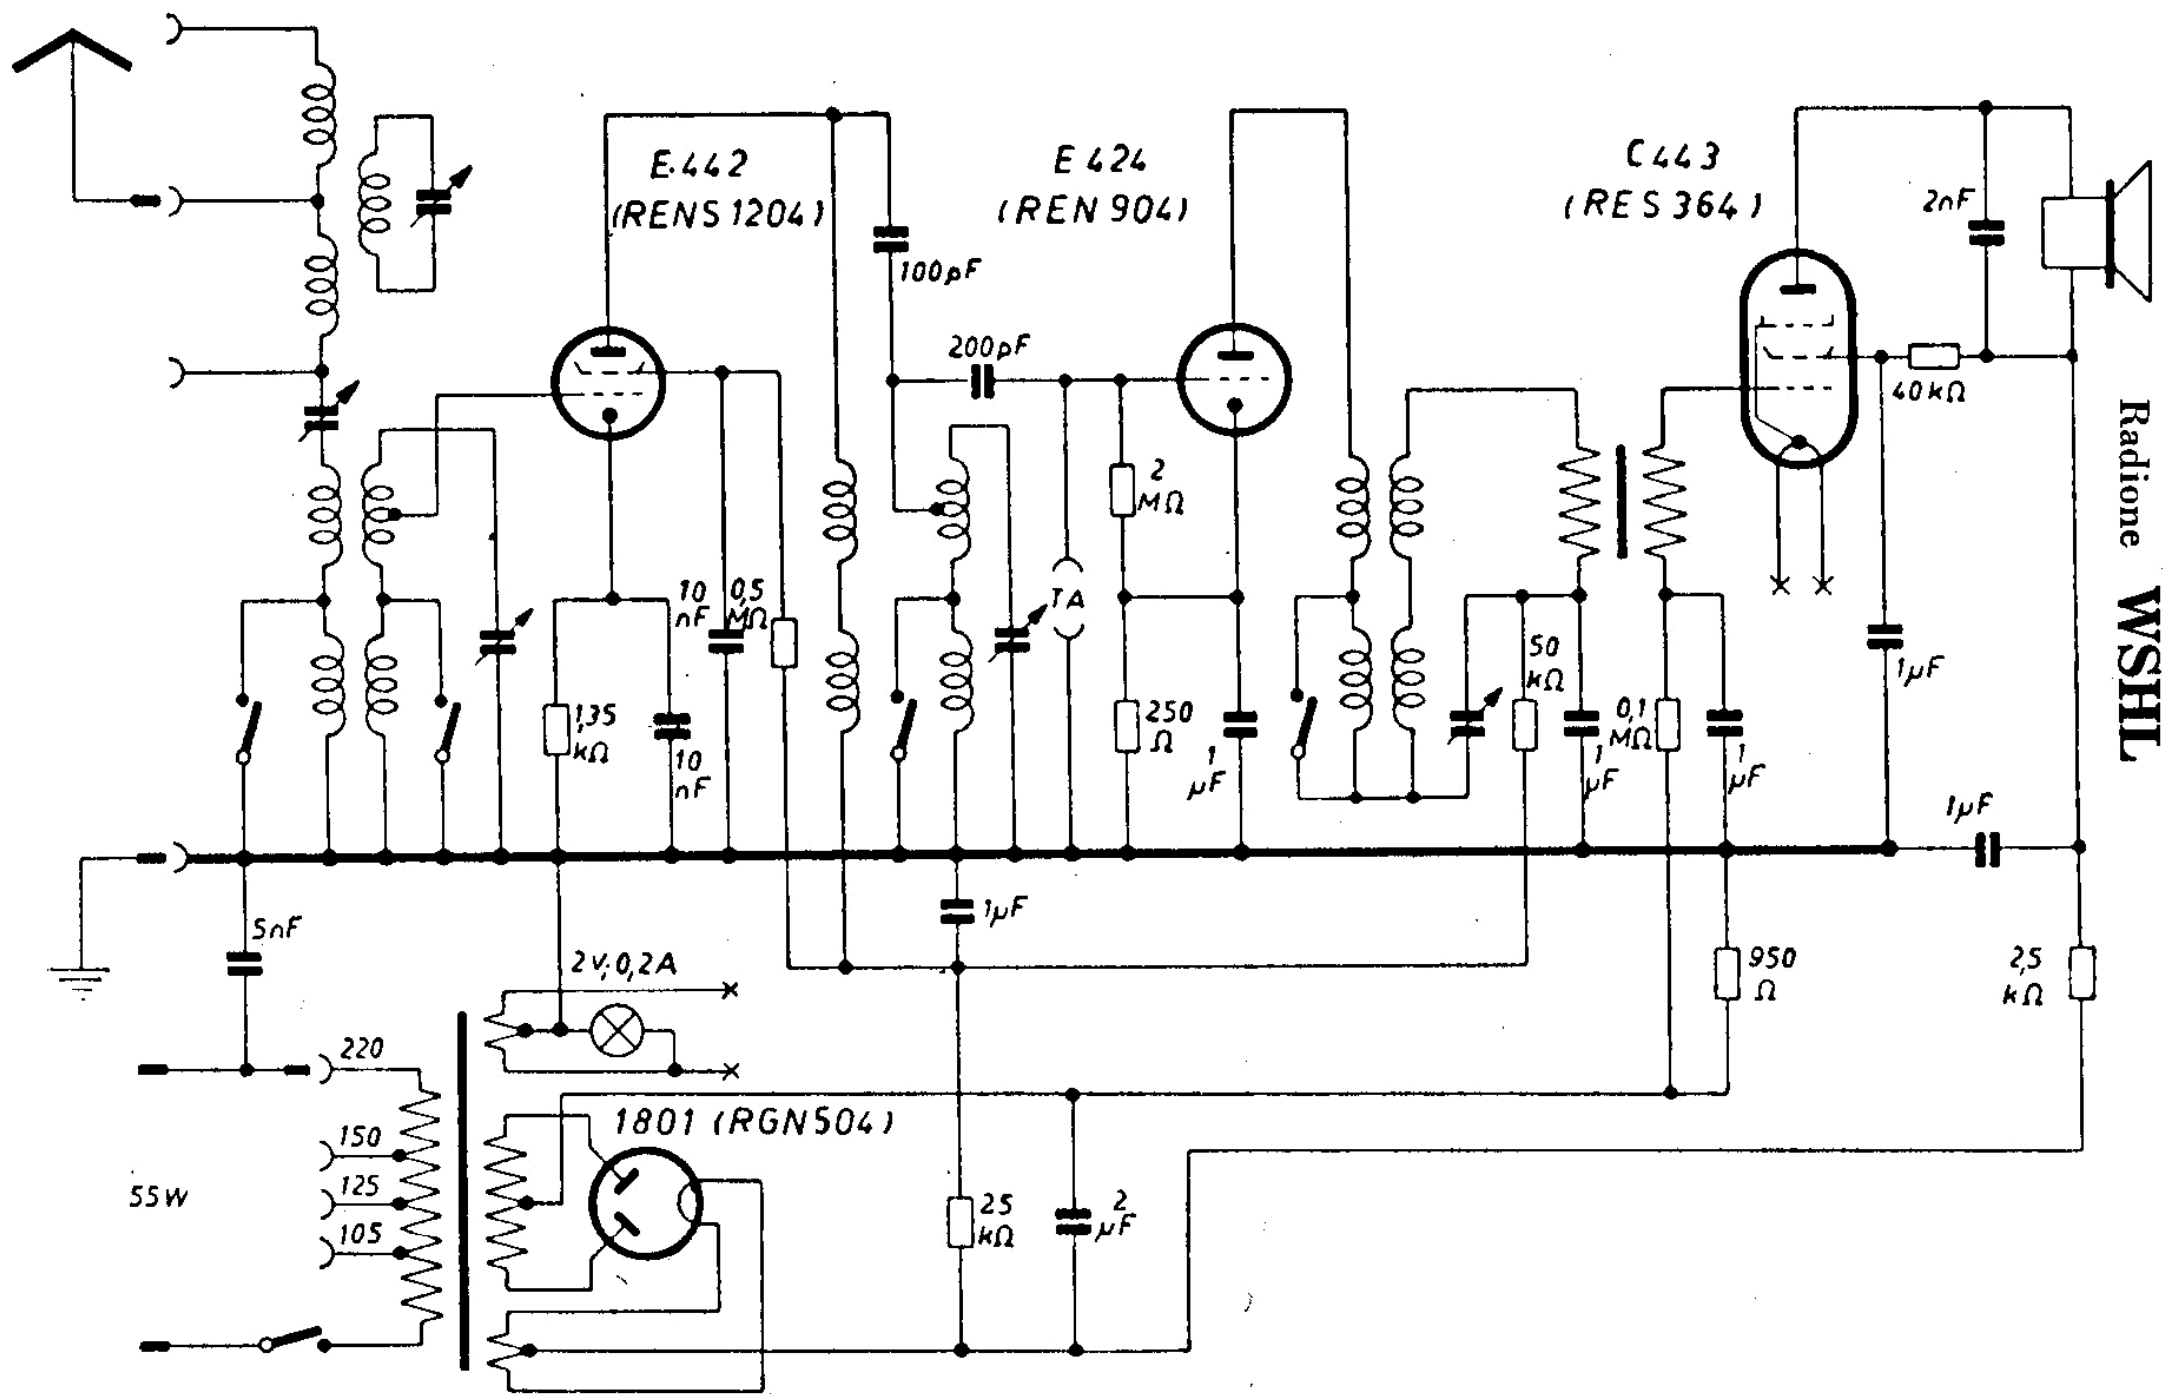 E.442
(RENS 1204)
E 424
(REN 904)
C443
(RES 364)
2nF
100pF
200pF
40kΩ
2
MΩ
10
nF
0,5
MΩ
TA
50
kΩ
1µF
1,35
kΩ
10
nF
250
Ω
1
µF
0,1
MΩ
1
µF
1
µF
1µF
5nF
1µF
2V;0,2A
950
Ω
2,5
kΩ
220
150
125
105
55W
1801 (RGN504)
25
kΩ
2
µF
Radione WSHL